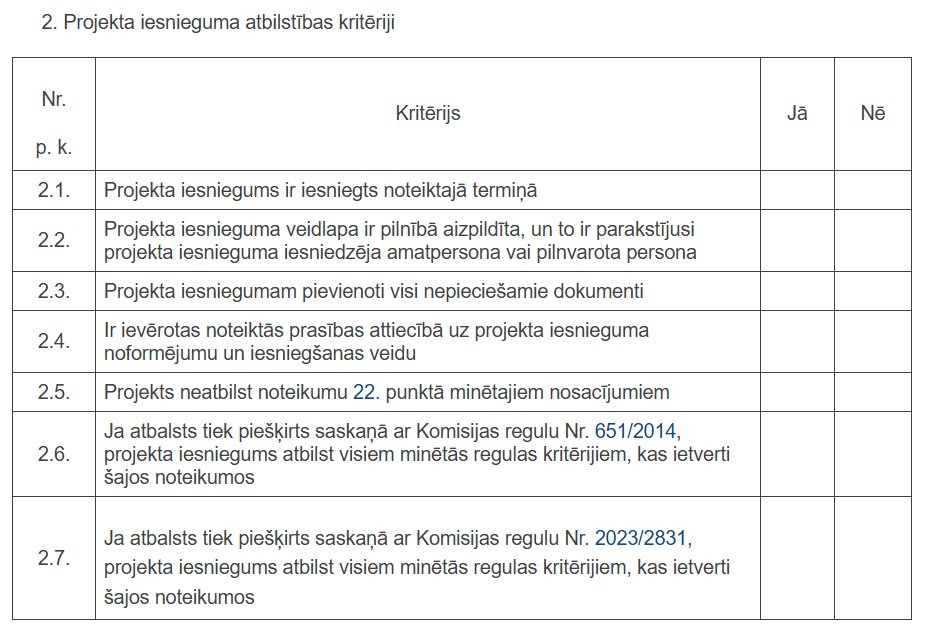 2. Projekta iesnieguma atbilstības kritēriji
Nr.
p. k.
Kritērijs
Jā
Nē
2.1.
Projekta iesniegums ir iesniegts noteiktajā termiņā
2.2.
Projekta iesnieguma veidlapa ir pilnībā aizpildīta, un to ir parakstījusi
projekta iesnieguma iesniedzēja amatpersona vai pilnvarota persona
2.3.
Projekta iesniegumam pievienoti visi nepieciešamie dokumenti
2.4.
Ir ievērotas noteiktās prasības attiecībā uz projekta iesnieguma
noformējumu un iesniegšanas veidu
2.5.
Projekts neatbilst noteikumu 22. punktā minētajiem nosacījumiem
2.6.
Ja atbalsts tiek piešķirts saskaņā ar Komisijas regulu Nr. 651/2014,
projekta iesniegums atbilst visiem minētās regulas kritērijiem, kas ietverti
šajos noteikumos
2.7.
Ja atbalsts tiek piešķirts saskaņā ar Komisijas regulu Nr. 2023/2831,
projekta iesniegums atbilst visiem minētās regulas kritērijiem, kas ietverti
šajos noteikumos